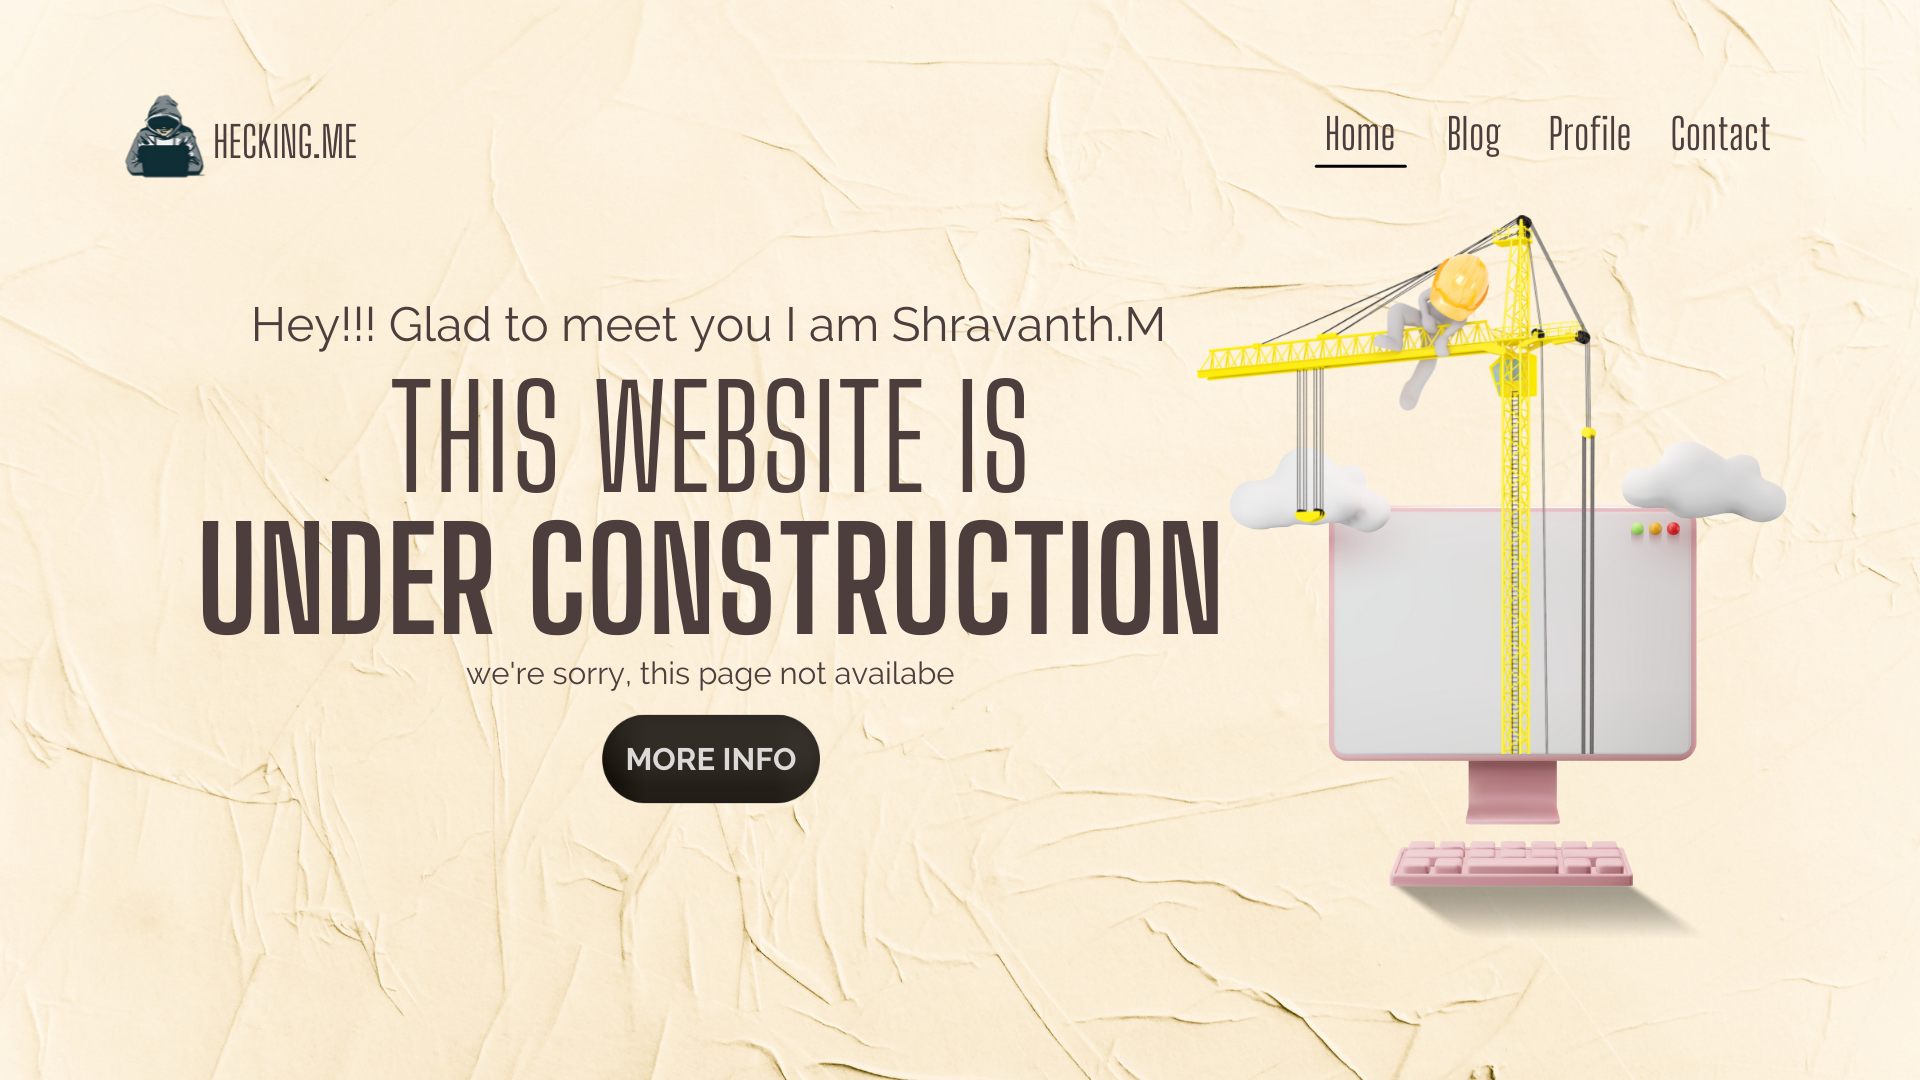 HECKING.ME
Home Blog Profile Contact
Hey!!! Glad to meet you I am Shravanth.M
THIS WEBSITE IS
UNDER CONSTRUCTION
we're sorry, this page not availabe
MORE INFO